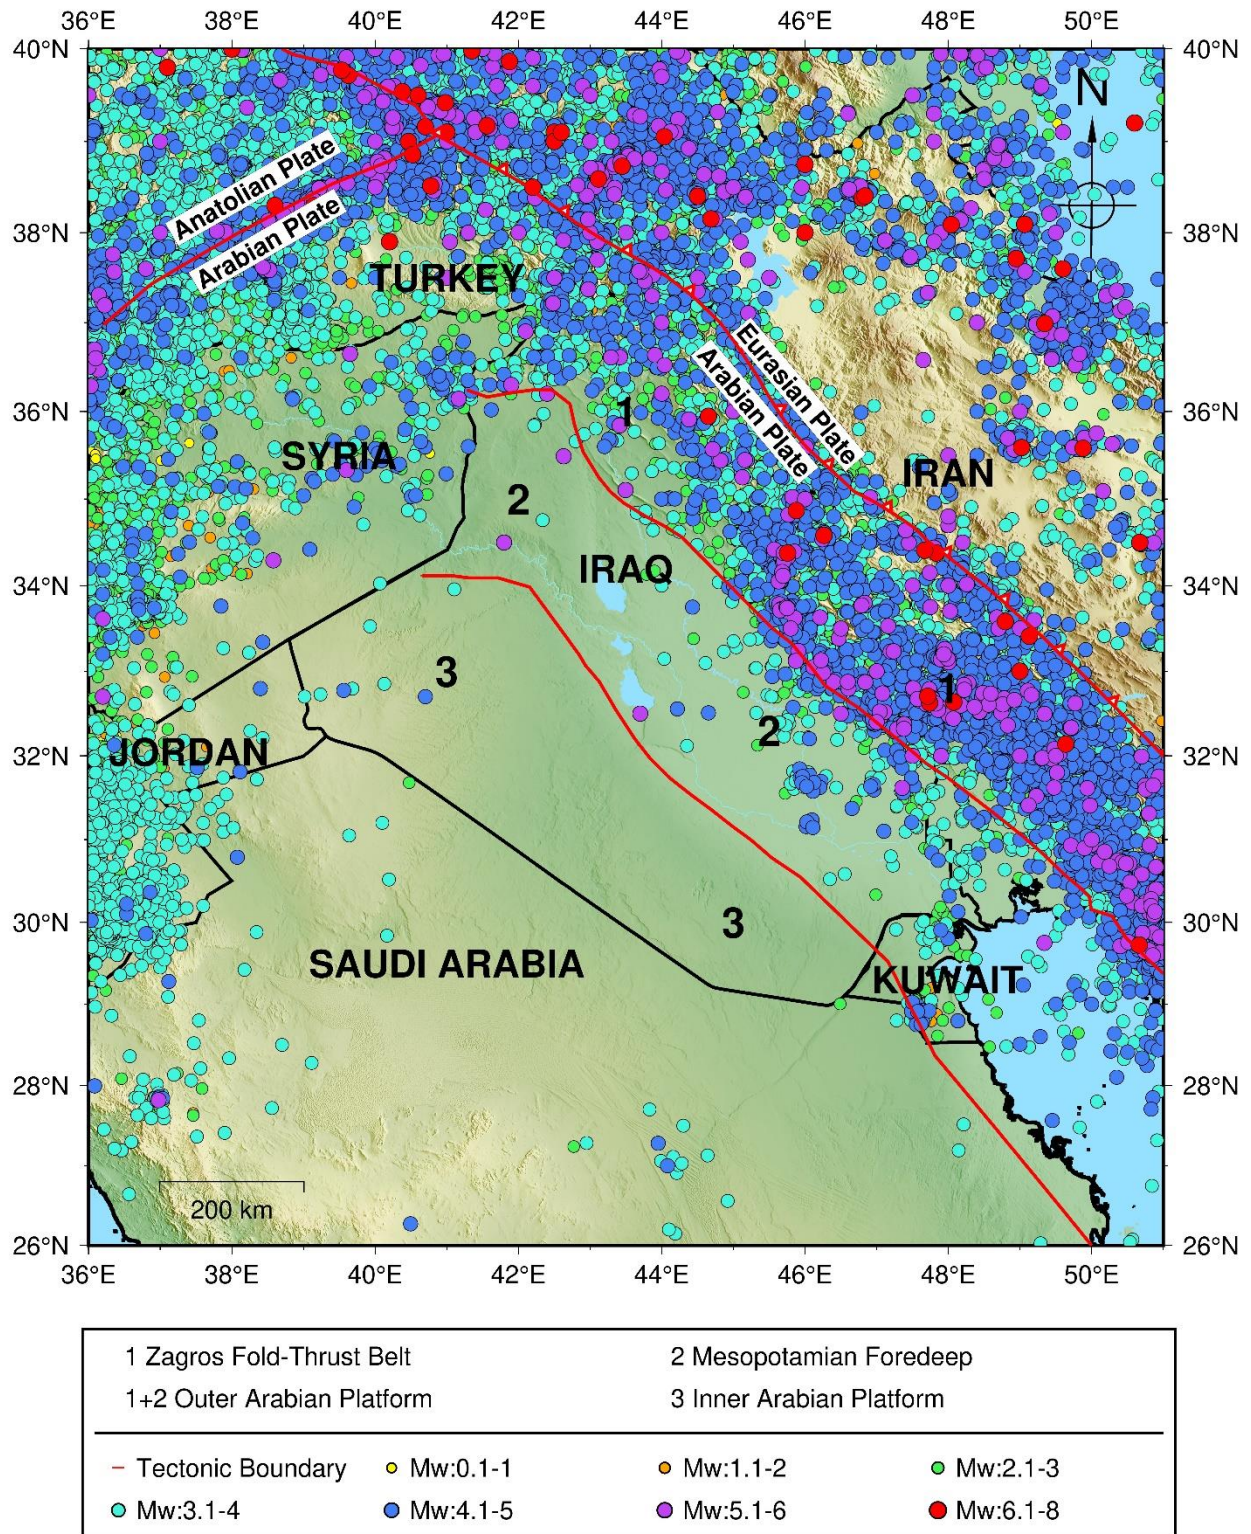 36°E 38°E 40°E 42°E 44°E 46°E 48°E 50°E
40°N 40°N
N
Anatolian Plate
Arabian Plate
38°N 38°N
TURKEY
Eurasian Plate
Arabian Plate
36°N 1 36°N
SYRIA IRAN
2
IRAQ
34°N 34°N
3 1
2
JORDAN
32°N 32°N
30°N 3 30°N
SAUDI ARABIA KUWAIT
28°N 28°N
200 km
26°N 26°N
36°E 38°E 40°E 42°E 44°E 46°E 48°E 50°E
1 Zagros Fold-Thrust Belt 2 Mesopotamian Foredeep
1+2 Outer Arabian Platform 3 Inner Arabian Platform
Tectonic Boundary Mw:0.1-1 Mw:1.1-2 Mw:2.1-3
Mw:3.1-4 Mw:4.1-5 Mw:5.1-6 Mw:6.1-8